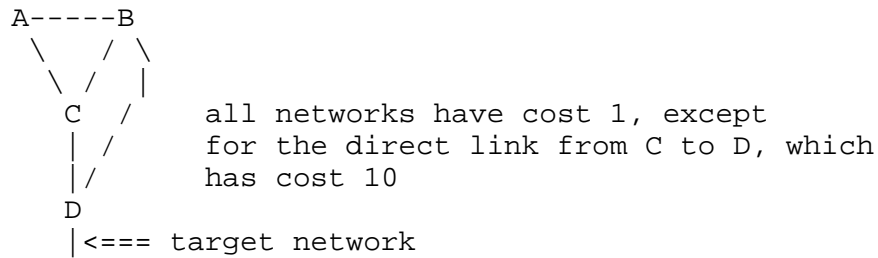 A-----B
\ / \
\ / |
C / all networks have cost 1, except
| / for the direct link from C to D, which
|/ has cost 10
D
|<=== target network